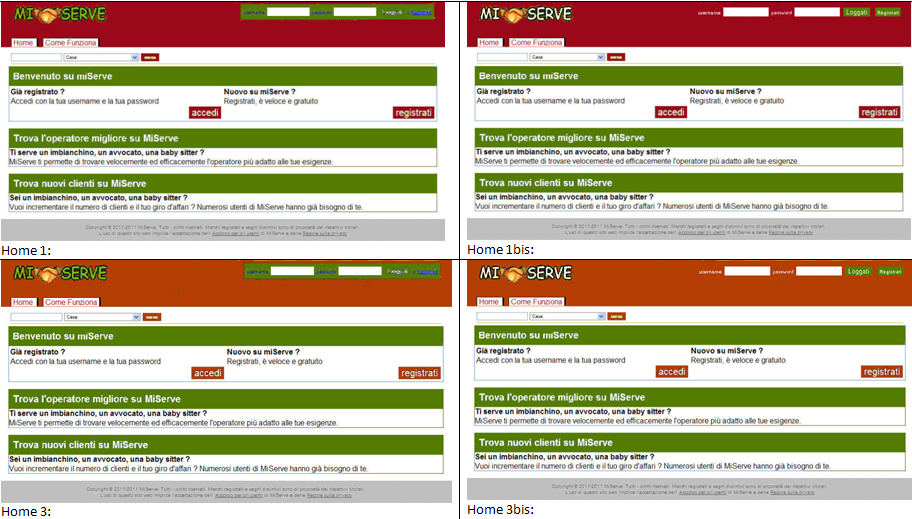 MI SERVE
username
password
Home
Come Funziona
Case
Benvenuto su miServe
Già registrato ?
Nuovo su miServe ?
Accedi con la tua username e la tua password
Registrati, è veloce e gratuito
accedi
registrati
Trova l'operatore migliore su MiServe
Ti serve un imbianchino, un avvocato, una baby sitter ?
MiServe ti permette di trovare velocemente ed efficacemente l'operatore più adatto alle tue esigenze.
Trova nuovi clienti su MiServe
Sei un imbianchino, un avvocato, una baby sitter ?
Vuoi incrementare il numero di clienti e il tuo giro d'affari ? Numerosi utenti di MiServe hanno già bisogno di te.
Copyright © 2011-2011 MiServe. Tutti i diritti riservati. Marchi registrati e segni distintivi sono di proprietà dei rispettivi titolari.
L'uso di questo sito web implica l'accettazione dell' Accordo per gli utenti di MiServe e delle Regole sulla privacy
Home 1:
MI SERVE
username
password
Loggati
Registrati
Home
Come Funziona
Case
Benvenuto su miServe
Già registrato ?
Nuovo su miServe ?
Accedi con la tua username e la tua password
Registrati, è veloce e gratuito
accedi
registrati
Trova l'operatore migliore su MiServe
Ti serve un imbianchino, un avvocato, una baby sitter ?
MiServe ti permette di trovare velocemente ed efficacemente l'operatore più adatto alle tue esigenze.
Trova nuovi clienti su MiServe
Sei un imbianchino, un avvocato, una baby sitter ?
Vuoi incrementare il numero di clienti e il tuo giro d'affari ? Numerosi utenti di MiServe hanno già bisogno di te.
Copyright © 2011-2011 MiServe. Tutti i diritti riservati. Marchi registrati e segni distintivi sono di proprietà dei rispettivi titolari.
L'uso di questo sito web implica l'accettazione dell' Accordo per gli utenti di MiServe e delle Regole sulla privacy
Home 1bis:
MI SERVE
username
password
Home
Come Funziona
Case
Benvenuto su miServe
Già registrato ?
Nuovo su miServe ?
Accedi con la tua username e la tua password
Registrati, è veloce e gratuito
accedi
registrati
Trova l'operatore migliore su MiServe
Ti serve un imbianchino, un avvocato, una baby sitter ?
MiServe ti permette di trovare velocemente ed efficacemente l'operatore più adatto alle tue esigenze.
Trova nuovi clienti su MiServe
Sei un imbianchino, un avvocato, una baby sitter ?
Vuoi incrementare il numero di clienti e il tuo giro d'affari ? Numerosi utenti di MiServe hanno già bisogno di te.
Copyright © 2011-2011 MiServe. Tutti i diritti riservati. Marchi registrati e segni distintivi sono di proprietà dei rispettivi titolari.
L'uso di questo sito web implica l'accettazione dell' Accordo per gli utenti di MiServe e delle Regole sulla privacy
Home 3:
MI SERVE
username
password
Loggati
Registrati
Home
Come Funziona
Case
Benvenuto su miServe
Già registrato ?
Nuovo su miServe ?
Accedi con la tua username e la tua password
Registrati, è veloce e gratuito
accedi
registrati
Trova l'operatore migliore su MiServe
Ti serve un imbianchino, un avvocato, una baby sitter ?
MiServe ti permette di trovare velocemente ed efficacemente l'operatore più adatto alle tue esigenze.
Trova nuovi clienti su MiServe
Sei un imbianchino, un avvocato, una baby sitter ?
Vuoi incrementare il numero di clienti e il tuo giro d'affari ? Numerosi utenti di MiServe hanno già bisogno di te.
Copyright © 2011-2011 MiServe. Tutti i diritti riservati. Marchi registrati e segni distintivi sono di proprietà dei rispettivi titolari.
L'uso di questo sito web implica l'accettazione dell' Accordo per gli utenti di MiServe e delle Regole sulla privacy
Home 3bis: